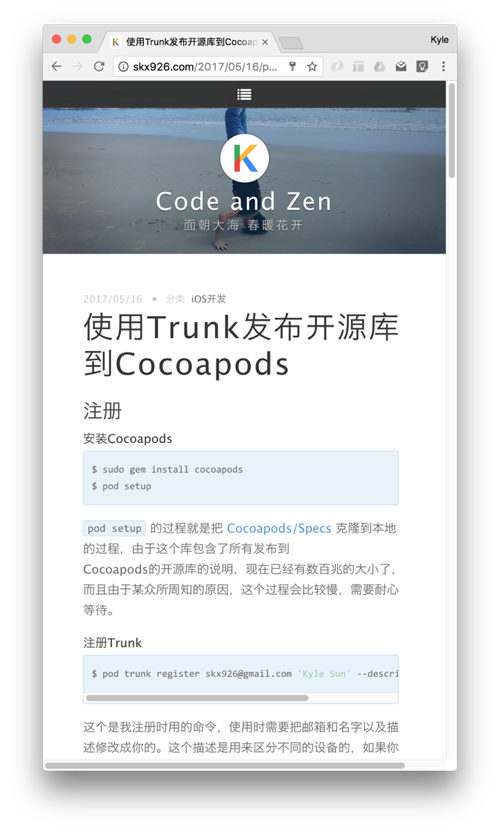 使用Trunk发布开源库到Cocoap
Kyle
skx926.com/2017/05/16/p...
Code and Zen
面朝大海 春暖花开
2017/05/16 • 分类 iOS开发
使用Trunk发布开源库
到Cocoapods
注册
安装Cocoapods
$ sudo gem install cocoapods
$ pod setup
pod setup 的过程就是把 Cocoapods/Specs 克隆到本地
的过程，由于这个库包含了所有发布到
Cocoapods的开源库的说明，现在已经有数百兆的大小了，
而且由于某众所周知的原因，这个过程会比较慢，需要耐心
等待。
注册Trunk
$ pod trunk register skx926@gmail.com 'Kyle Sun' --descri
这个是我注册时用的命令，使用时需要把邮箱和名字以及描
述修改成你的。这个描述是用来区分不同的设备的，如果你